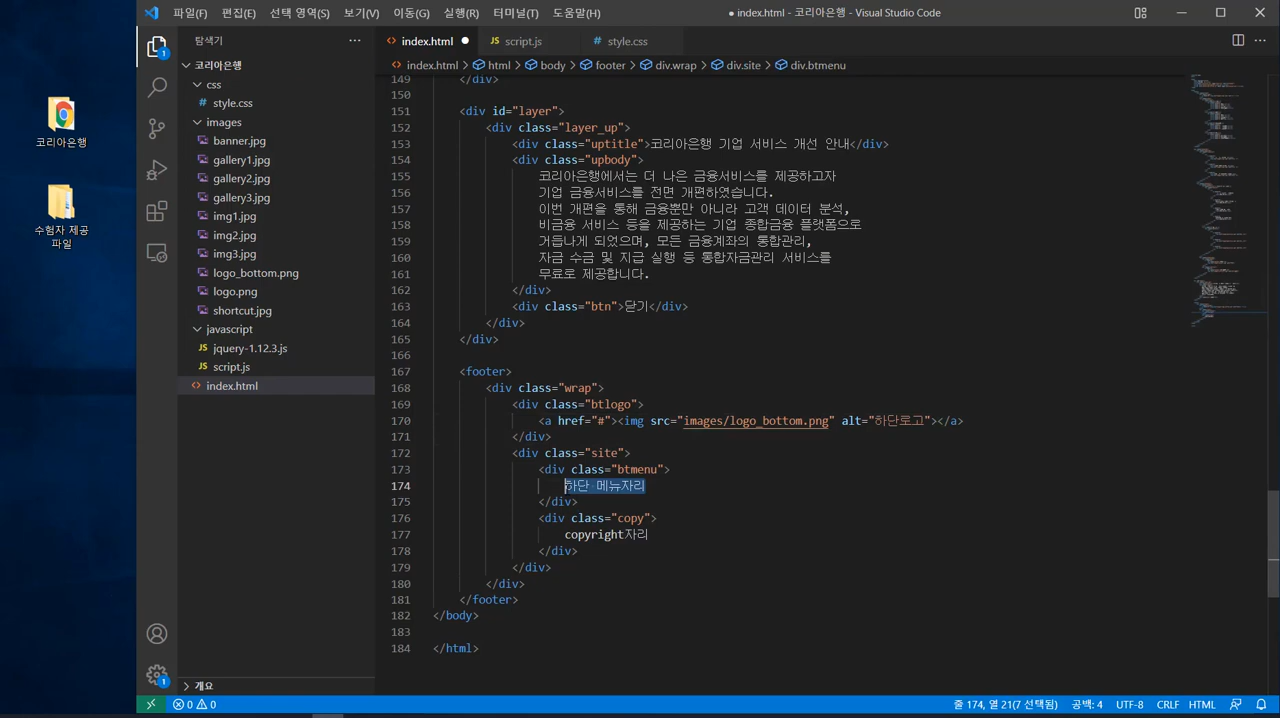 파일(F) 편집(E) 선택 영역(S) 보기(V) 이동(G) 실행(R) 터미널(T) 도움말(H) ● index.html - 코리아은행 - Visual Studio Code
탐색기 ···
<> index.html ● JS script.js # style.css
<> index.html > html > body > footer > div.wrap > div.site > div.btmenu
코리아은행
css
# style.css
images
banner.jpg
gallery1.jpg
gallery2.jpg
gallery3.jpg
img1.jpg
img2.jpg
img3.jpg
logo_bottom.png
logo.png
shortcut.jpg
javascript
JS jquery-1.12.3.js
JS script.js
<> index.html
개요
1
1
코리아은행
수험자 제공
파일
149 </div>
150
151 <div id="layer">
152 <div class="layer_up">
153 <div class="uptitle">코리아은행 기업 서비스 개선 안내</div>
154 <div class="upbody">
155 코리아은행에서는 더 나은 금융서비스를 제공하고자
156 기업 금융서비스를 전면 개편하였습니다.
157 이번 개편을 통해 금융뿐만 아니라 고객 데이터 분석,
158 비금융 서비스 등을 제공하는 기업 종합금융 플랫폼으로
159 거듭나게 되었으며, 모든 금융계좌의 통합관리,
160 자금 수금 및 지급 실행 등 통합자금관리 서비스를
161 무료로 제공합니다.
162 </div>
163 <div class="btn">닫기</div>
164 </div>
165 </div>
166
167 <footer>
168 <div class="wrap">
169 <div class="btlogo">
170 <a href="#"><img src="images/logo_bottom.png" alt="하단로고"></a>
171 </div>
172 <div class="site">
173 <div class="btmenu">
174 하단 메뉴자리
175 </div>
176 <div class="copy">
177 copyright자리
178 </div>
179 </div>
180 </div>
181 </footer>
182 </body>
183
184 </html>
0 0 줄 174, 열 21(7 선택됨) 공백: 4 UTF-8 CRLF HTML